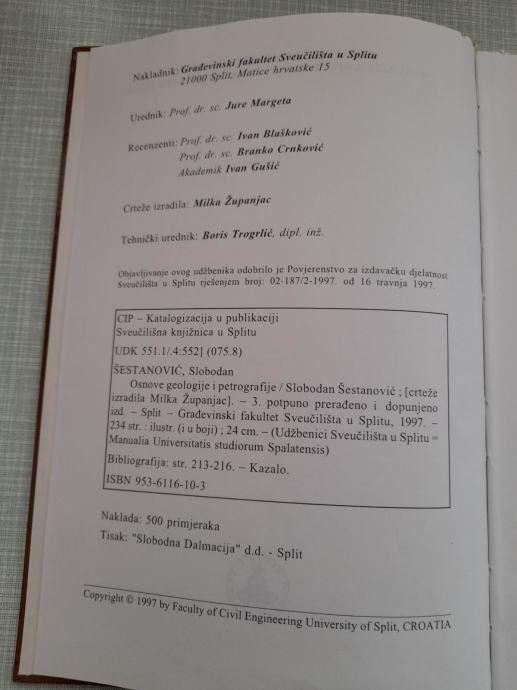 Nakladnik: Građevinski fakultet Sveučilišta u Splitu
21000 Split, Matice hrvatske 15
Urednik: Prof. dr. sc. Jure Margeta
Recenzenti: Prof. dr. sc. Ivan Blašković
Prof. dr. sc. Branko Crnković
Akademik Ivan Gušić
Crteže izradila: Milka Županjac
Tehnički urednik: Boris Trogrlić, dipl. inž.
Objavljivanje ovog udžbenika odobrilo je Povjerenstvo za izdavačku djelatnost
Sveučilišta u Splitu rješenjem broj: 02-187/2-1997. od 16 travnja 1997.
CIP – Katalogizacija u publikaciji
Sveučilišna knjižnica u Splitu
UDK 551.1/.4:552] (075.8)
ŠESTANOVIĆ, Slobodan
Osnove geologije i petrografije / Slobodan Šestanović ; [crteže
izradila Milka Županjac]. – 3. potpuno prerađeno i dopunjeno
izd. – Split – Građevinski fakultet Sveučilišta u Splitu, 1997. –
234 str. : ilustr. (i u boji) ; 24 cm. – (Udžbenici Sveučilišta u Splitu =
Manualia Universitatis studiorum Spalatensis)
Bibliografija: str. 213-216. – Kazalo.
ISBN 953-6116-10-3
Naklada: 500 primjeraka
Tisak: "Slobodna Dalmacija" d.d. - Split
Copyright © 1997 by Faculty of Civil Engineering University of Split, CROATIA